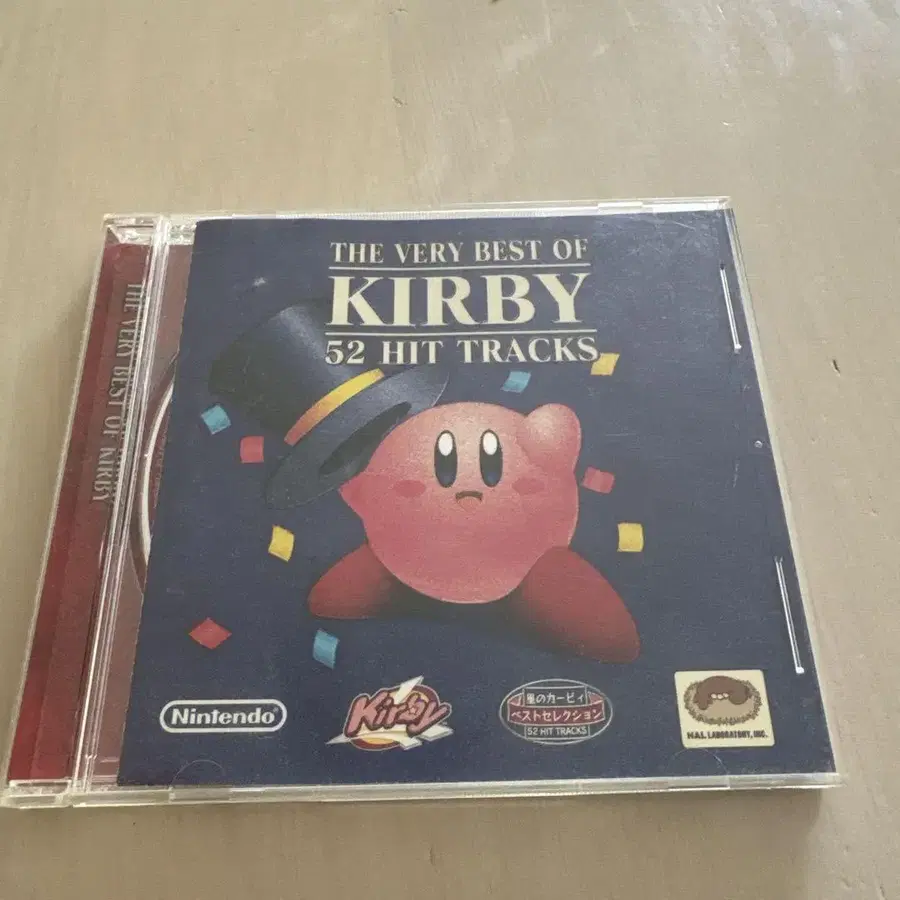 THE VERY BEST OF
KIRBY
52 HIT TRACKS
THE VERY BEST OF KIRBY
Nintendo®
Kirby
星のカービィ
ベストセレクション
52 HIT TRACKS
HAL LABORATORY, INC.